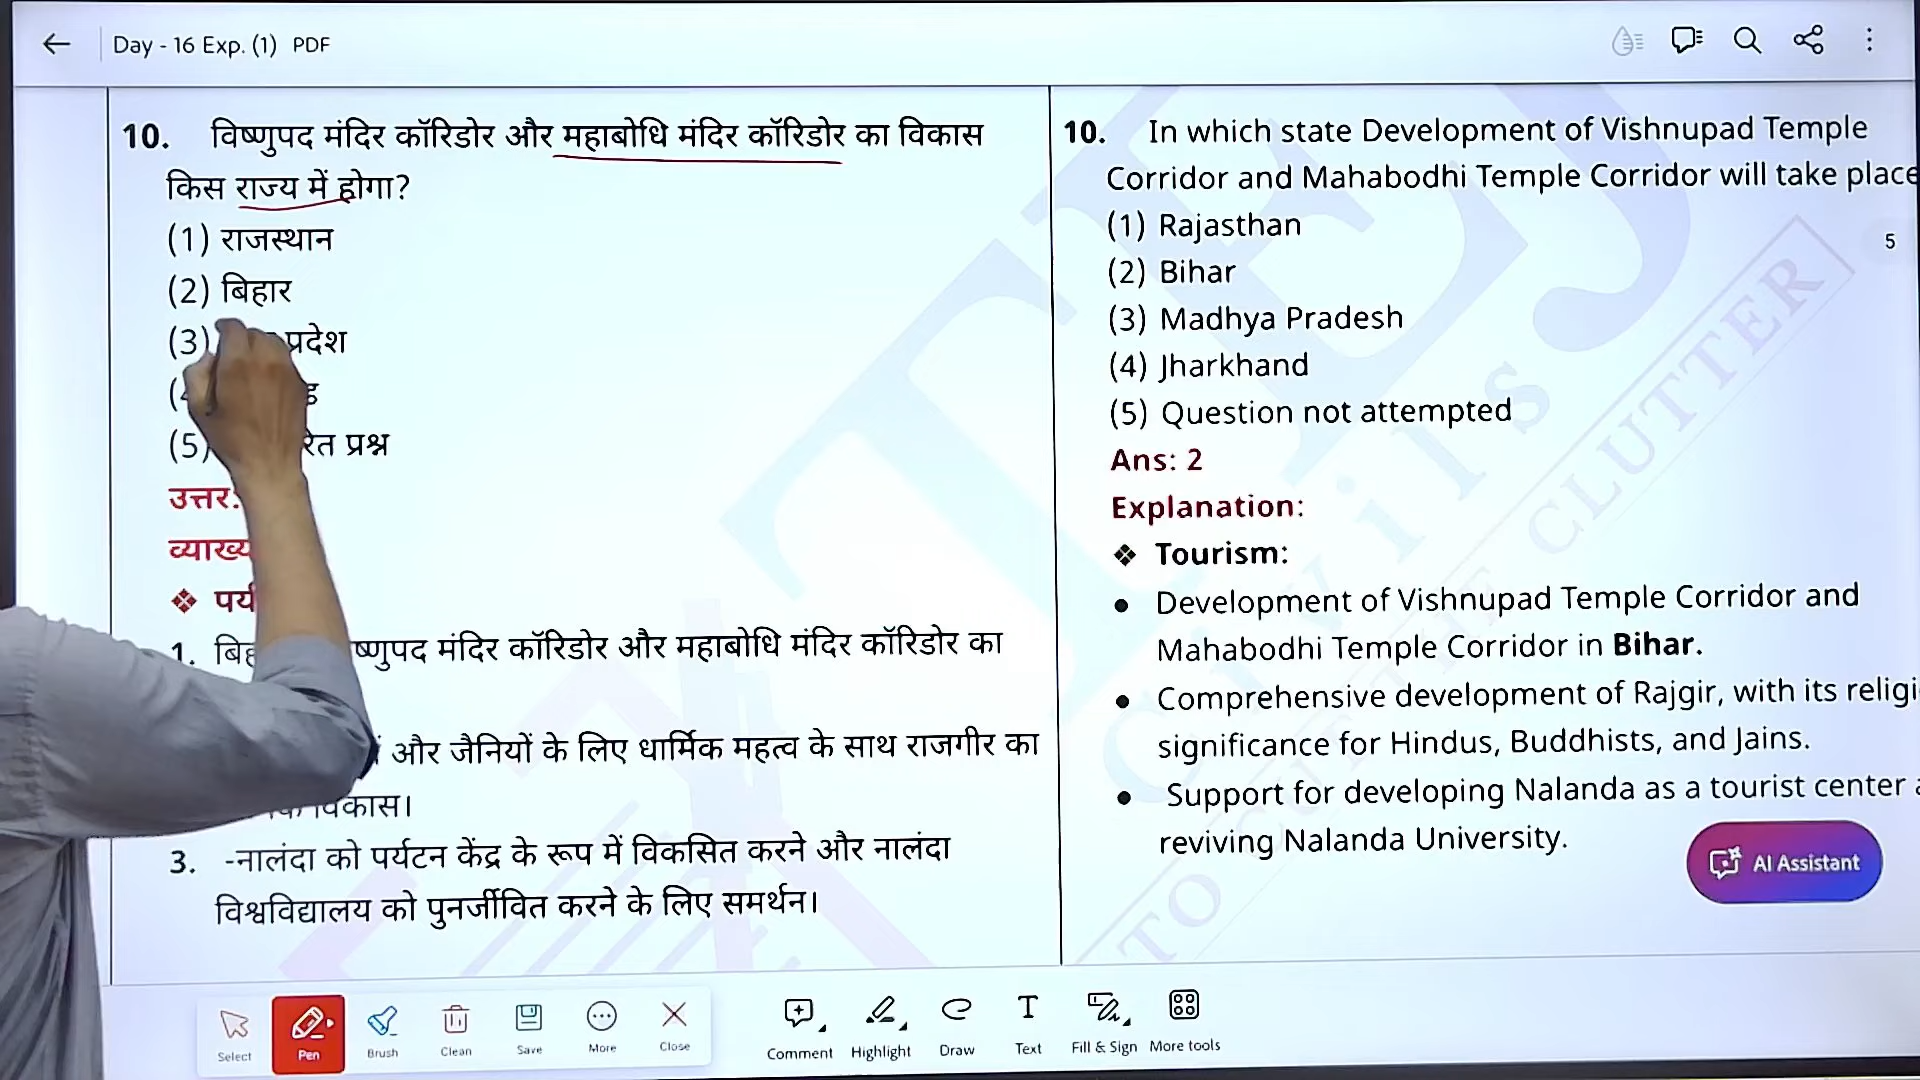 Day - 16 Exp. (1) PDF
10. विष्णुपद मंदिर कॉरिडोर और महाबोधि मंदिर कॉरिडोर का विकास
किस राज्य में होगा?
(1) राजस्थान
(2) बिहार
(3) प्रदेश
(5) प्रश्न
उत्तर:
1. मंदिर कॉरिडोर और महाबोधि मंदिर कॉरिडोर का
और जैनियों के लिए धार्मिक महत्व के साथ राजगीर का
विकास।
3. -नालंदा को पर्यटन केंद्र के रूप में विकसित करने और नालंदा
विश्वविद्यालय को पुनर्जीवित करने के लिए समर्थन।
10. In which state Development of Vishnupad Temple
Corridor and Mahabodhi Temple Corridor will take place
(1) Rajasthan
(2) Bihar
(3) Madhya Pradesh
(4) Jharkhand
(5) Question not attempted
Ans: 2
Explanation:
❖ Tourism:
• Development of Vishnupad Temple Corridor and
Mahabodhi Temple Corridor in Bihar.
• Comprehensive development of Rajgir, with its
significance for Hindus, Buddhists, and Jains.
• Support for developing Nalanda as a tourist center
reviving Nalanda University.
5
TEJ
Civils
TO CUT THE CLUTTER
AI Assistant
Select Pen Brush Clean Save More Close
Comment Highlight Draw Text Fill & Sign More tools